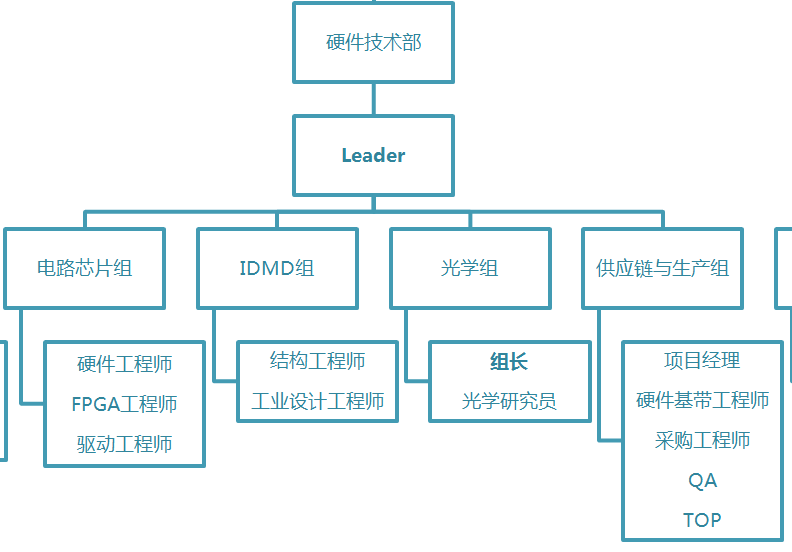 硬件技术部
Leader
电路芯片组
IDMD组
光学组
供应链与生产组
硬件工程师
FPGA工程师
驱动工程师
结构工程师
工业设计工程师
组长
光学研究员
项目经理
硬件基带工程师
采购工程师
QA
TOP